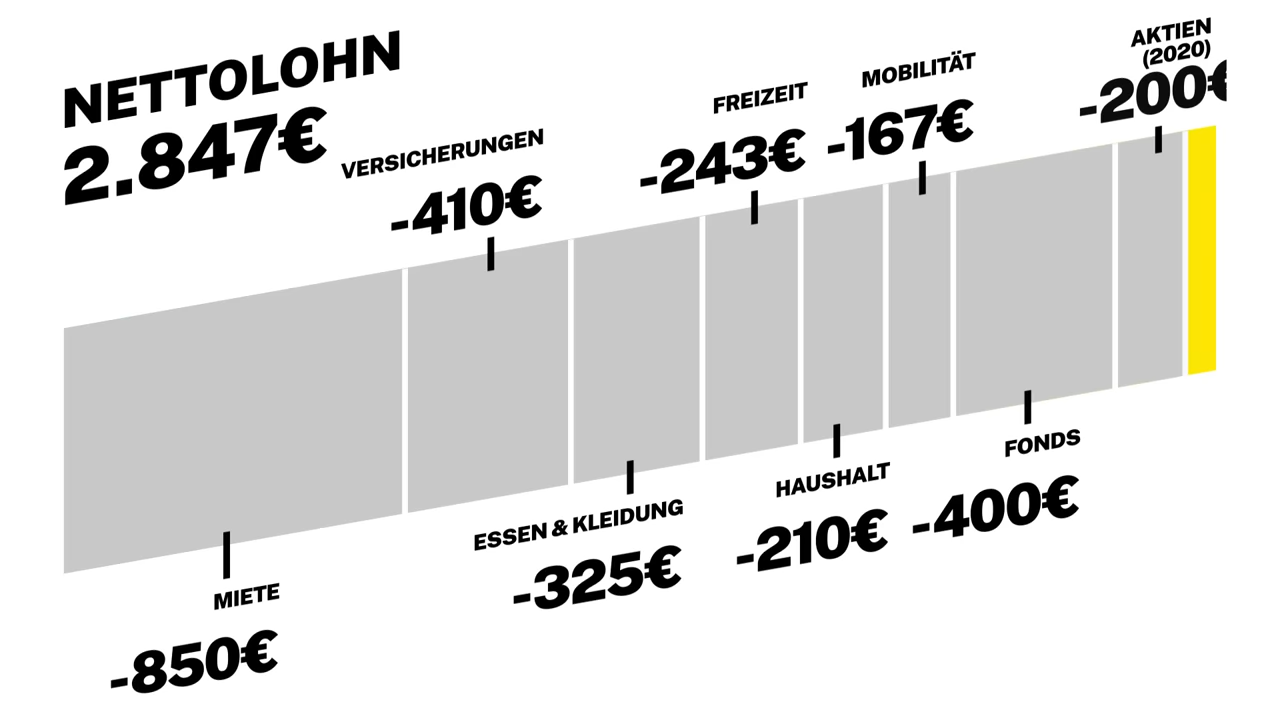 NETTOLOHN
2.847€
VERSICHERUNGEN
-410€
FREIZEIT
-243€
MOBILITÄT
-167€
AKTIEN
(2020)
-200€
MIETE
-850€
ESSEN & KLEIDUNG
-325€
HAUSHALT
-210€
FONDS
-400€